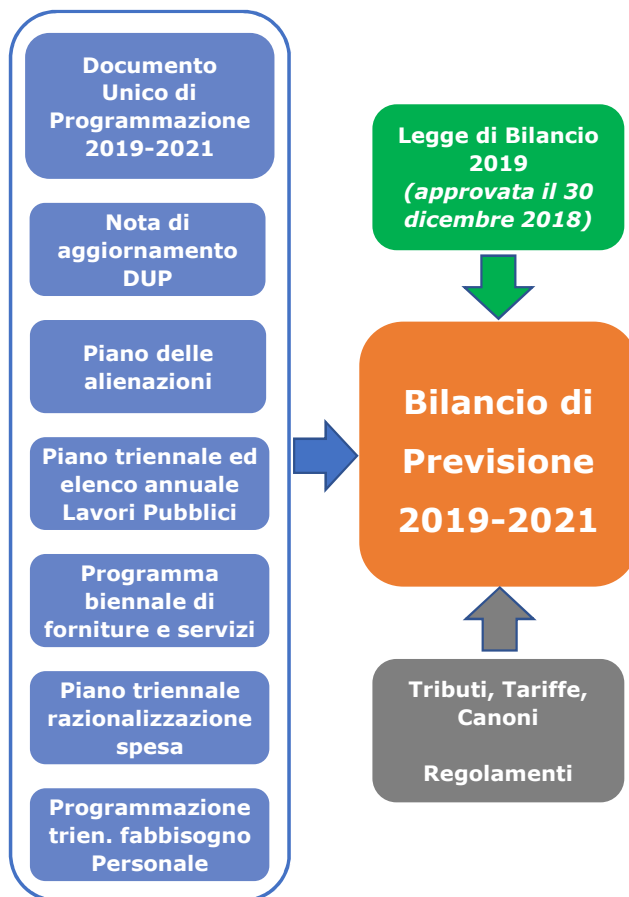 Documento
Unico di
Programmazione
2019-2021
Nota di
aggiornamento
DUP
Piano delle
alienazioni
Piano triennale ed
elenco annuale
Lavori Pubblici
Programma
biennale di
forniture e servizi
Piano triennale
razionalizzazione
spesa
Programmazione
trien. fabbisogno
Personale
Legge di Bilancio
2019
(approvata il 30
dicembre 2018)
Bilancio di
Previsione
2019-2021
Tributi, Tariffe,
Canoni
Regolamenti